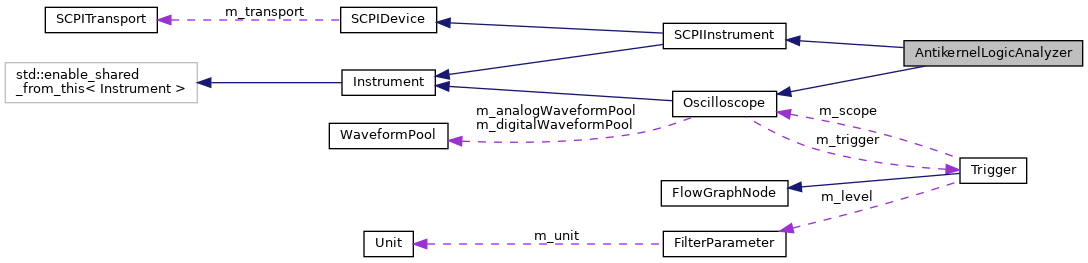 SCPITransport
m_transport
SCPIDevice
SCPIInstrument
AntikernelLogicAnalyzer
std::enable_shared
_from_this< Instrument >
Instrument
Oscilloscope
m_analogWaveformPool
m_digitalWaveformPool
WaveformPool
m_scope
m_trigger
Trigger
FlowGraphNode
m_level
Unit
m_unit
FilterParameter